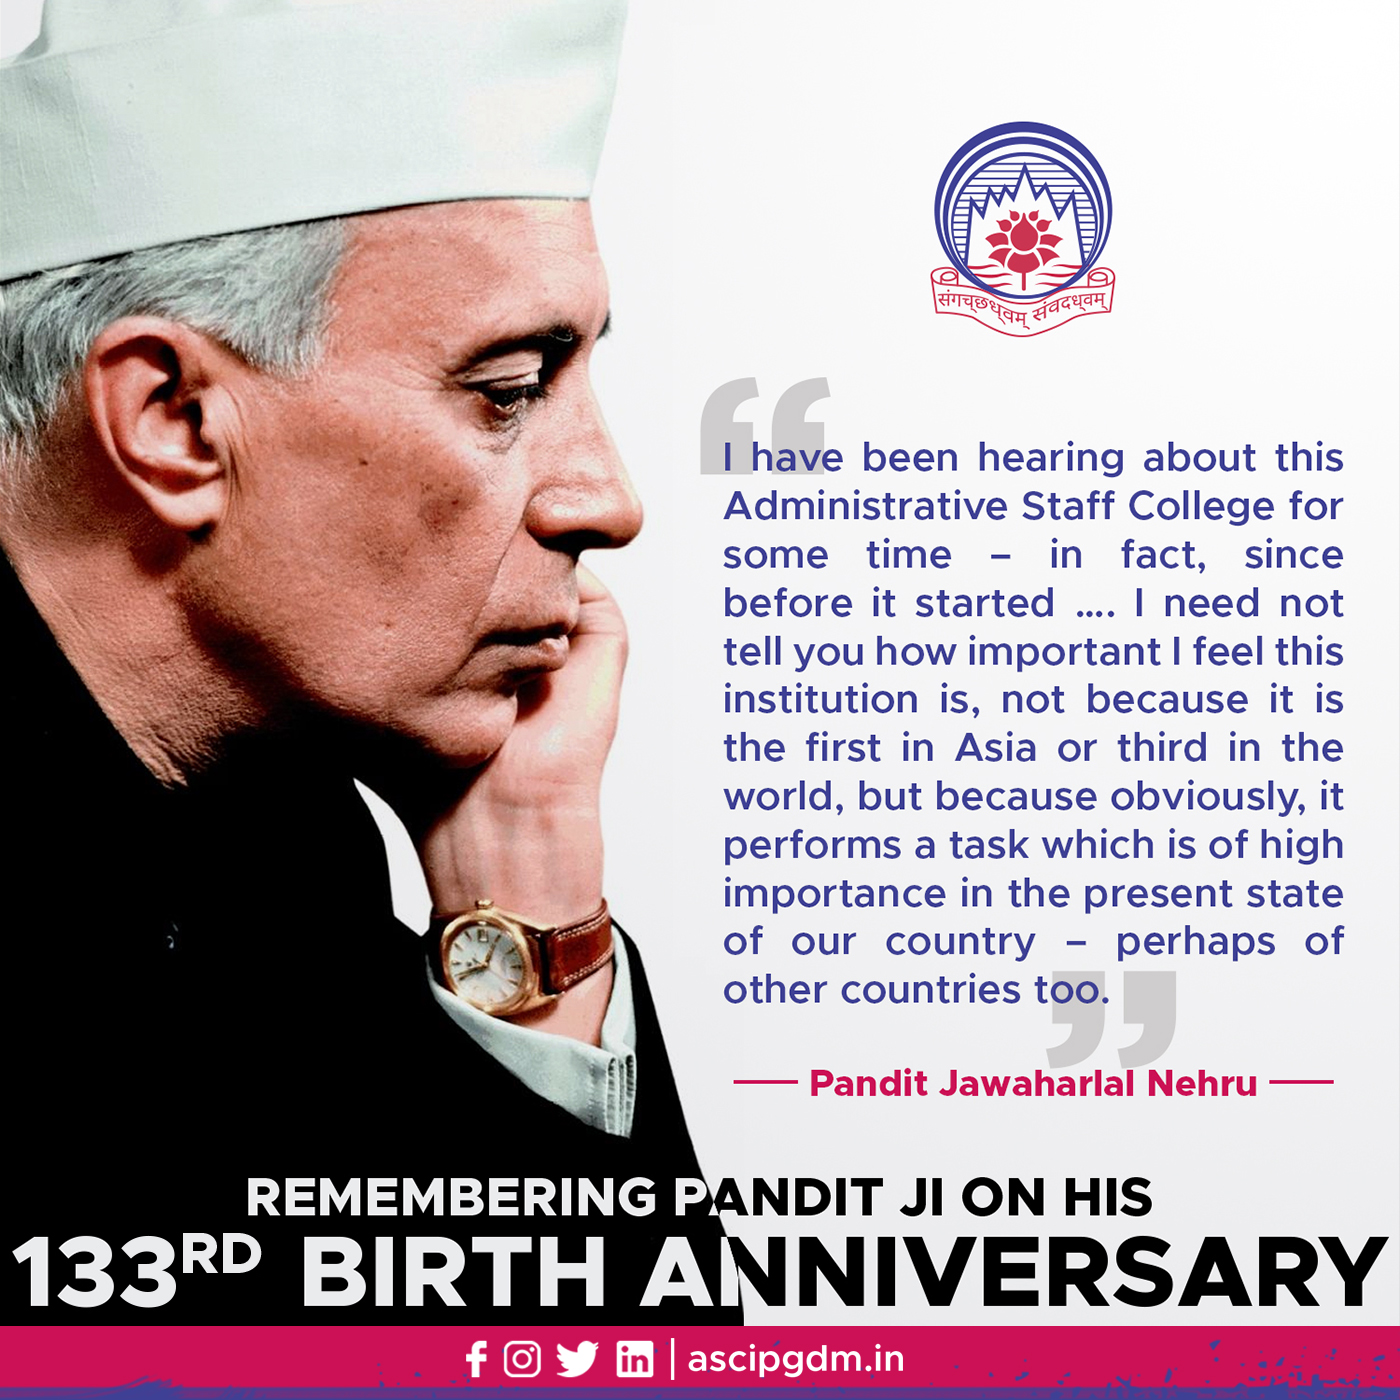 संगच्छध्वम् संवदध्वम्
I have been hearing about this
Administrative Staff College for
some time – in fact, since
before it started .... I need not
tell you how important I feel this
institution is, not because it is
the first in Asia or third in the
world, but because obviously, it
performs a task which is of high
importance in the present state
of our country – perhaps of
other countries too.
Pandit Jawaharlal Nehru
REMEMBERING PANDIT JI ON HIS
133RD BIRTH ANNIVERSARY
ascipgdm.in